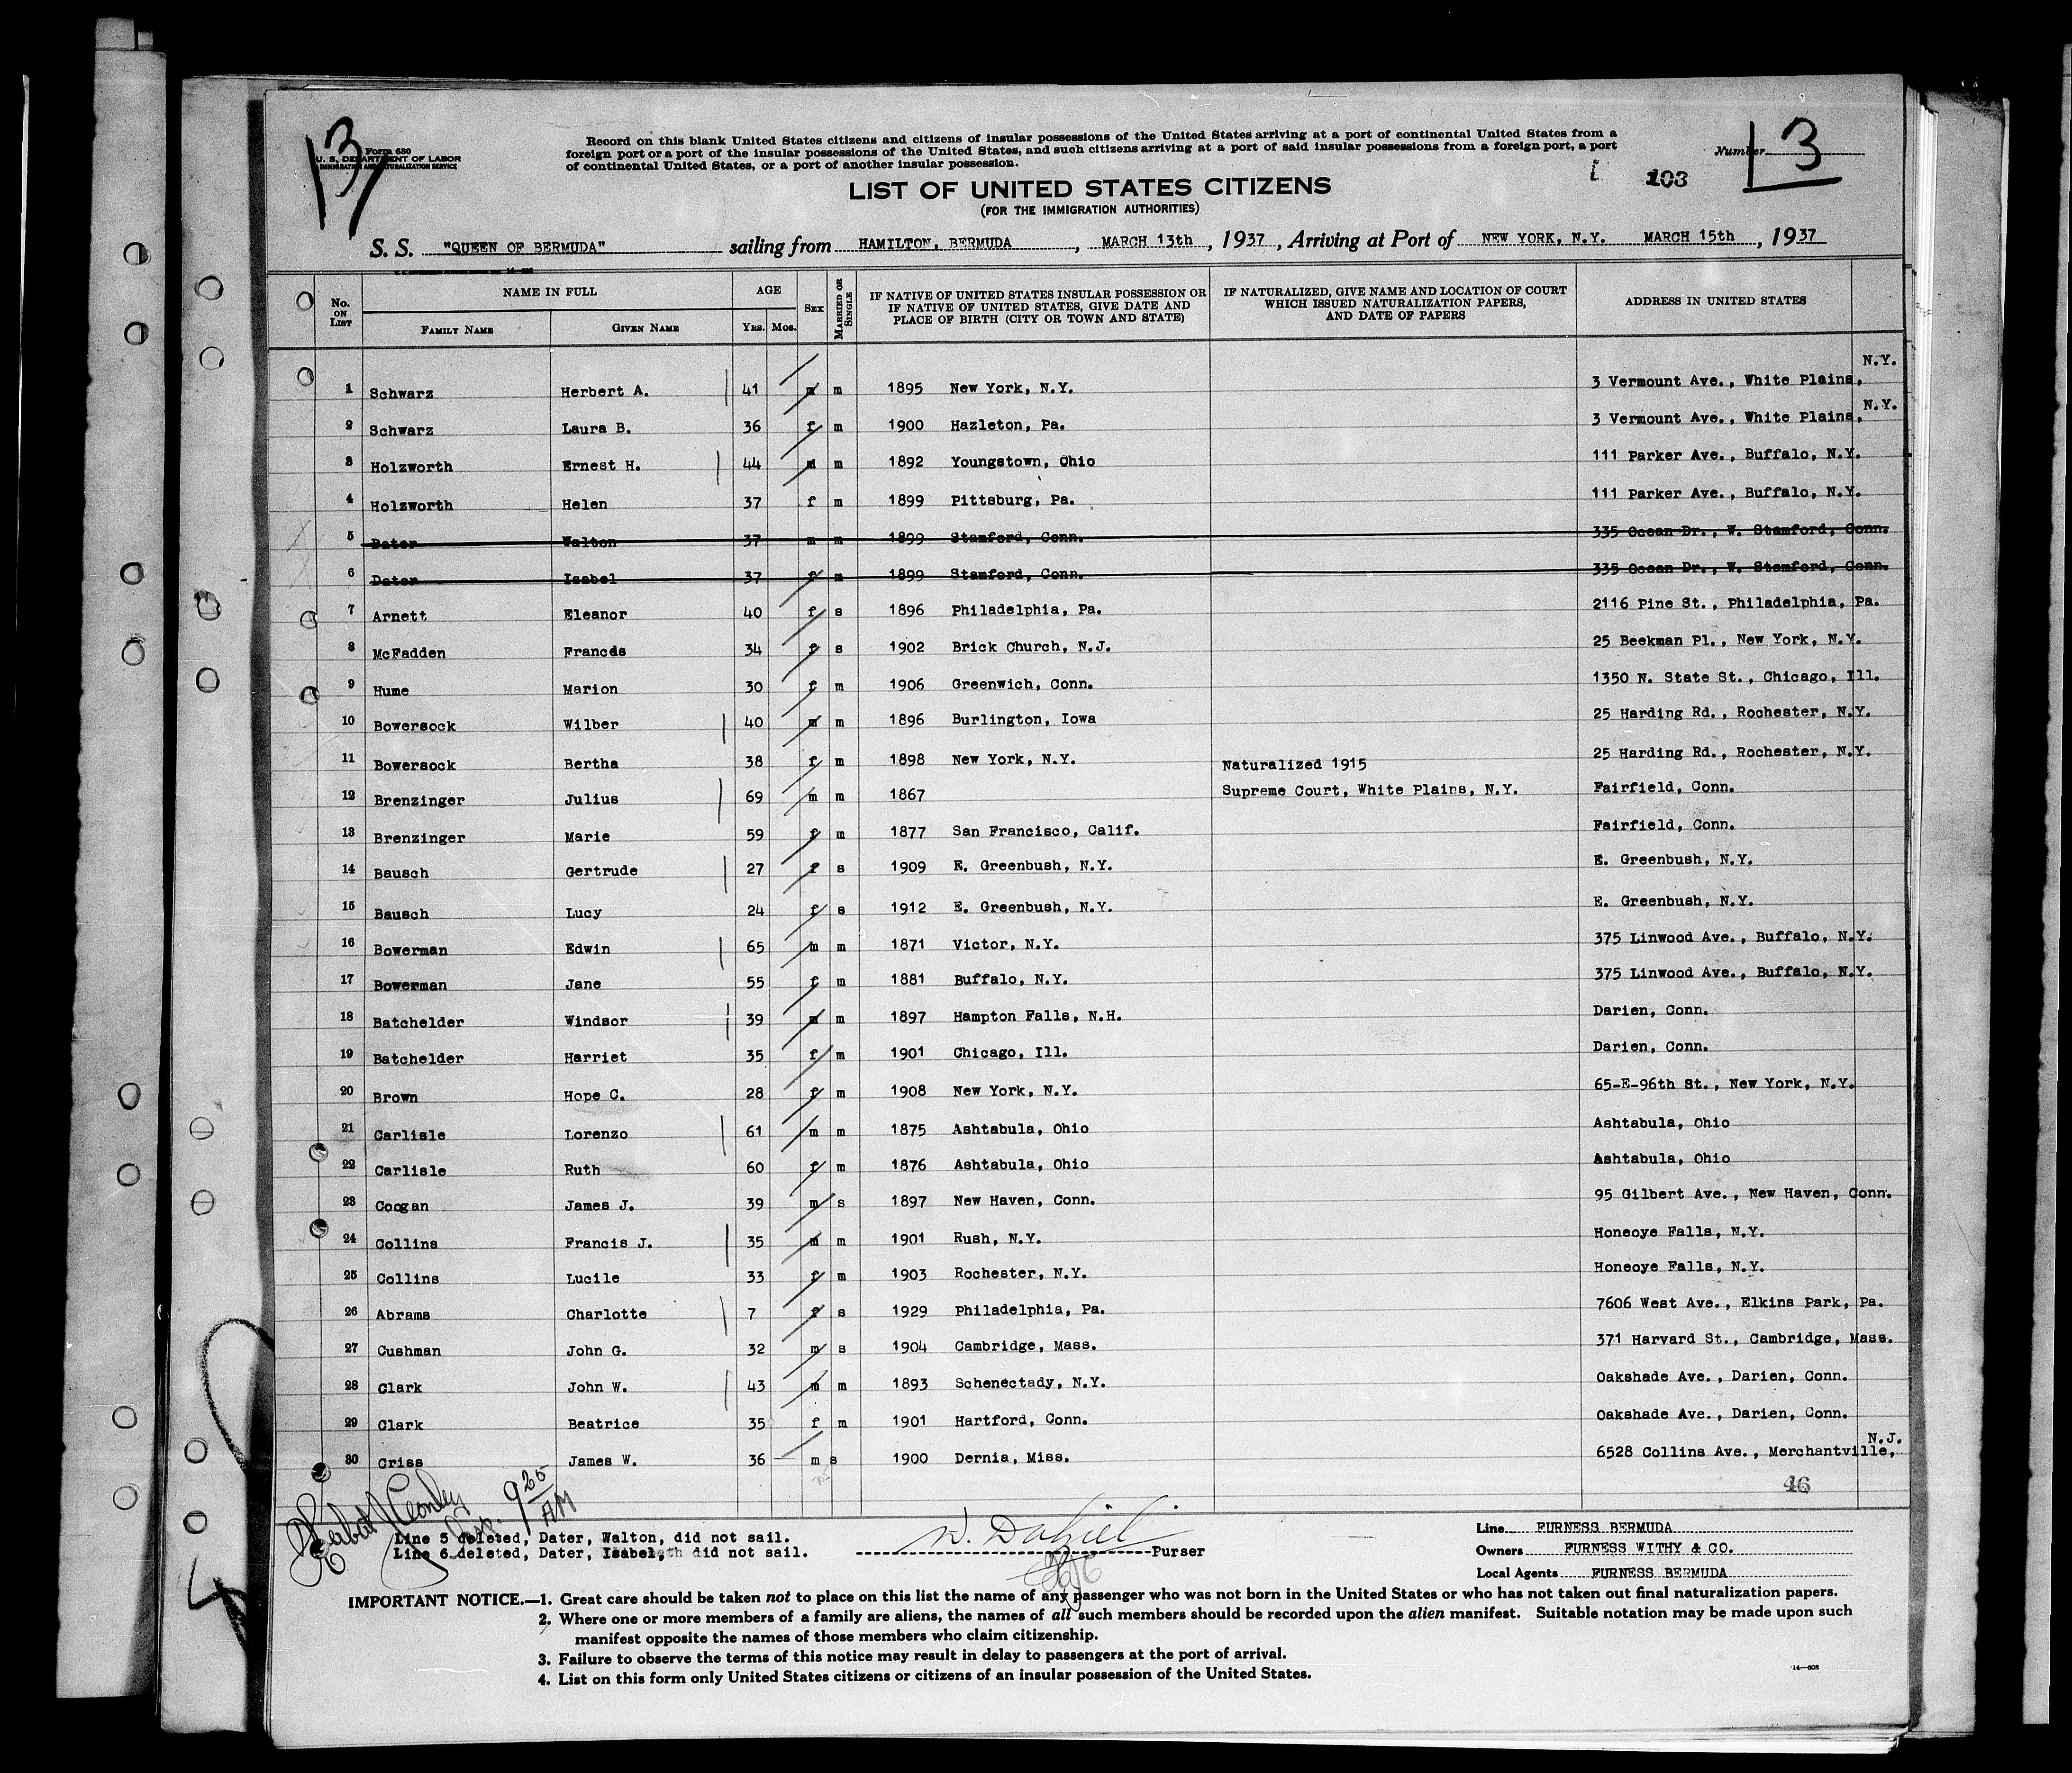 13
Form 630
U. S. DEPARTMENT OF LABOR
IMMIGRATION AND NATURALIZATION SERVICE
Record on this blank United States citizens and citizens of insular possessions of the United States arriving at a port of continental United States from a
foreign port or a port of the insular possessions of the United States, and such citizens arriving at a port of said insular possessions from a foreign port, a port
of continental United States, or a port of another insular possession.
Number 13
103
LIST OF UNITED STATES CITIZENS
(FOR THE IMMIGRATION AUTHORITIES)
S. S. "QUEEN OF BERMUDA" sailing from HAMILTON, BERMUDA, MARCH 13th, 1937, Arriving at Port of NEW YORK, N.Y. MARCH 15th, 1937
No. ON LIST NAME IN FULL FAMILY NAME GIVEN NAME AGE YRS. MOS. SEX MARRIED OR SINGLE IF NATIVE OF UNITED STATES INSULAR POSSESSION OR IF NATIVE OF UNITED STATES, GIVE DATE AND PLACE OF BIRTH (CITY OR TOWN AND STATE) IF NATURALIZED, GIVE NAME AND LOCATION OF COURT WHICH ISSUED NATURALIZATION PAPERS, AND DATE OF PAPERS ADDRESS IN UNITED STATES
1 Schwarz Herbert A. 41 m m 1895 New York, N.Y. 3 Vermount Ave., White Plains, N.Y.
2 Schwarz Laura B. 36 f m 1900 Hazleton, Pa. 3 Vermount Ave., White Plains, N.Y.
3 Holzworth Ernest H. 44 m m 1892 Youngstown, Ohio 111 Parker Ave., Buffalo, N.Y.
4 Holzworth Helen 37 f m 1899 Pittsburg, Pa. 111 Parker Ave., Buffalo, N.Y.
5 Dater Walton 37 m m 1899 Stamford, Conn. 335 Ocean Dr., W. Stamford, Conn.
6 Dater Isabel 37 f m 1899 Stamford, Conn. 335 Ocean Dr., W. Stamford, Conn.
7 Arnett Eleanor 40 f s 1896 Philadelphia, Pa. 2116 Pine St., Philadelphia, Pa.
8 McFadden Frances 34 f s 1902 Brick Church, N.J. 25 Beekman Pl., New York, N.Y.
9 Hume Marion 30 f m 1906 Greenwich, Conn. 1350 N. State St., Chicago, Ill.
10 Bowersock Wilber 40 m m 1896 Burlington, Iowa 25 Harding Rd., Rochester, N.Y.
11 Bowersock Bertha 38 f m 1898 New York, N.Y. 25 Harding Rd., Rochester, N.Y.
Naturalized 1915
12 Brenzinger Julius 69 m m 1867 Supreme Court, White Plains, N.Y. Fairfield, Conn.
13 Brenzinger Marie 59 f m 1877 San Francisco, Calif. Fairfield, Conn.
14 Bausch Gertrude 27 f s 1909 E. Greenbush, N.Y. E. Greenbush, N.Y.
15 Bausch Lucy 24 f s 1912 E. Greenbush, N.Y. E. Greenbush, N.Y.
16 Bowerman Edwin 65 m m 1871 Victor, N.Y. 375 Linwood Ave., Buffalo, N.Y.
17 Bowerman Jane 55 f m 1881 Buffalo, N.Y. 375 Linwood Ave., Buffalo, N.Y.
18 Batchelder Windsor 39 m m 1897 Hampton Falls, N.H. Darien, Conn.
19 Batchelder Harriet 35 f m 1901 Chicago, Ill. Darien, Conn.
20 Brown Hope C. 28 f m 1908 New York, N.Y. 65-E-96th St., New York, N.Y.
21 Carlisle Lorenzo 61 m m 1875 Ashtabula, Ohio Ashtabula, Ohio
22 Carlisle Ruth 60 f m 1876 Ashtabula, Ohio Ashtabula, Ohio
23 Coogan James J. 39 m s 1897 New Haven, Conn. 95 Gilbert Ave., New Haven, Conn.
24 Collins Francis J. 35 m m 1901 Rush, N.Y. Honeoye Falls, N.Y.
25 Collins Lucile 33 f m 1903 Rochester, N.Y. Honeoye Falls, N.Y.
26 Abrams Charlotte 7 f s 1929 Philadelphia, Pa. 7606 West Ave., Elkins Park, Pa.
27 Cushman John G. 32 m s 1904 Cambridge, Mass. 371 Harvard St., Cambridge, Mass.
28 Clark John W. 43 m m 1893 Schenectady, N.Y. Oakshade Ave., Darien, Conn.
29 Clark Beatrice 35 f m 1901 Hartford, Conn. Oakshade Ave., Darien, Conn.
30 Criss James W. 36 m s 1900 Dernia, Miss. 6528 Collins Ave., Merchantville, N.J.
46
9 25 AM
Line 5 deleted, Dater, Walton, did not sail.
Line 6 deleted, Dater, Isabel, did not sail.
Purser
Line FURNESS BERMUDA
Owners FURNESS WITHY & CO.
Local Agents FURNESS BERMUDA
IMPORTANT NOTICE.—1. Great care should be taken not to place on this list the name of any passenger who was not born in the United States or who has not taken out final naturalization papers.
2. Where one or more members of a family are aliens, the names of all such members should be recorded upon the alien manifest. Suitable notation may be made upon such
manifest opposite the names of those members who claim citizenship.
3. Failure to observe the terms of this notice may result in delay to passengers at the port of arrival.
4. List on this form only United States citizens or citizens of an insular possession of the United States.
14—608